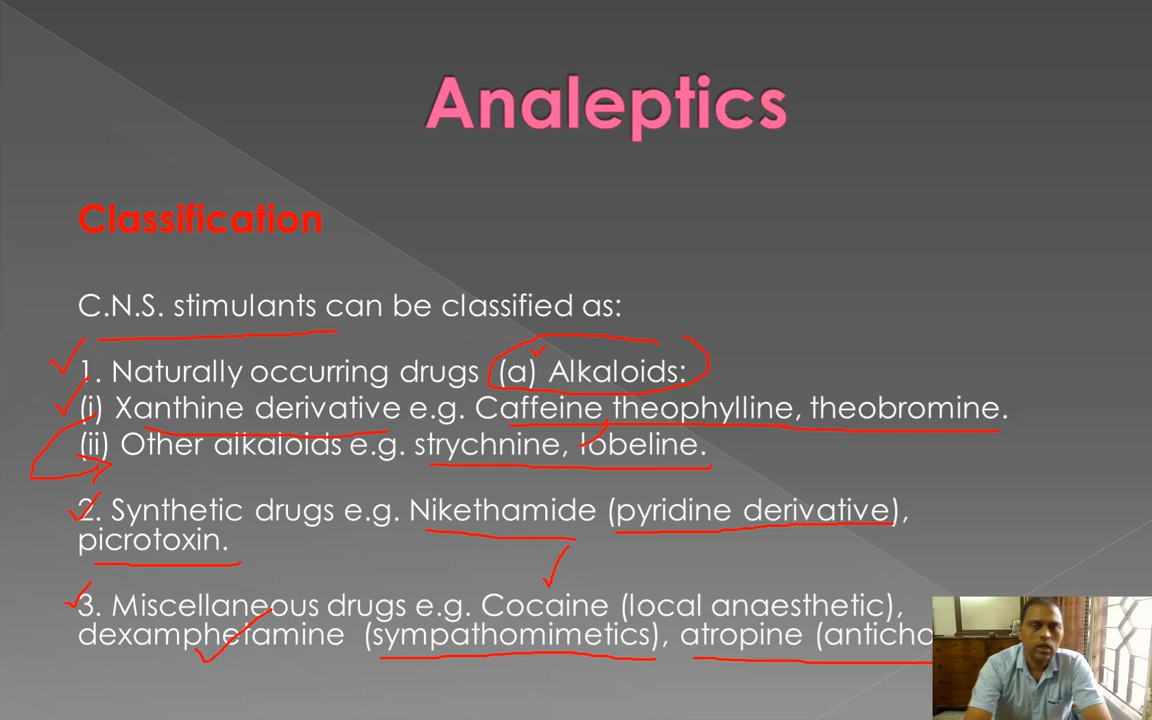 Analeptics
Classification
C.N.S. stimulants can be classified as:
1. Naturally occurring drugs (a) Alkaloids:
(i) Xanthine derivative e.g. Caffeine theophylline, theobromine.
(ii) Other alkaloids e.g. strychnine, lobeline.
2. Synthetic drugs e.g. Nikethamide (pyridine derivative),
picrotoxin.
3. Miscellaneous drugs e.g. Cocaine (local anaesthetic),
dexamphetamine (sympathomimetics), atropine (anticho